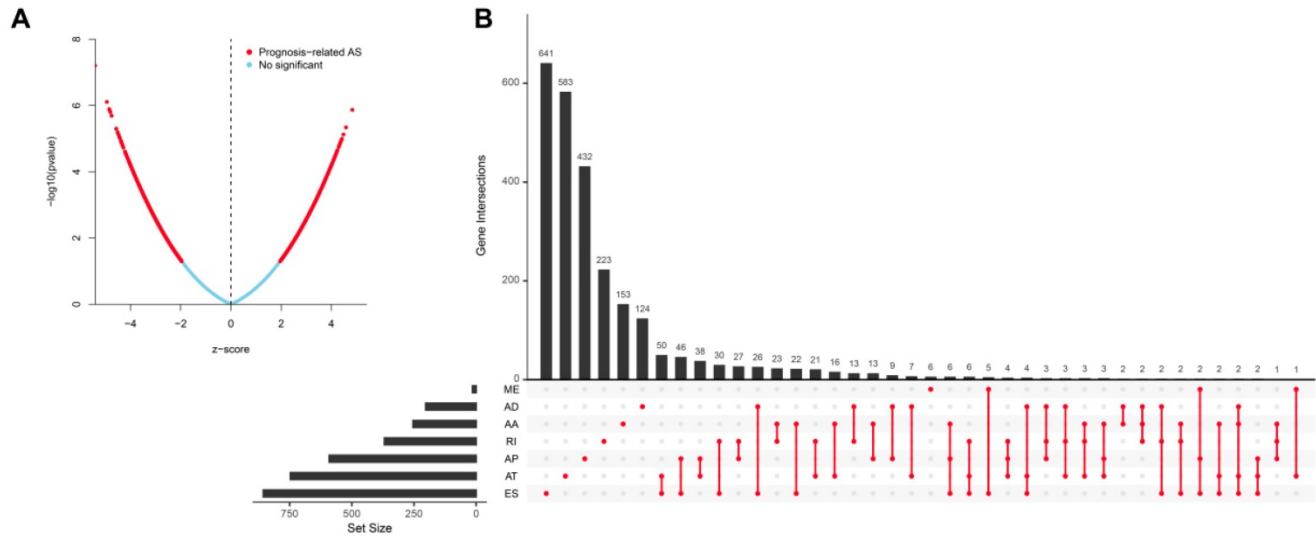 A
B
8
6
4
2
0
-log10(pvalue)
Prognosis-related AS
No significant
-4 -2 0 2 4
z-score
Gene Intersections
600
400
200
0
641 583 432 223 153 124 50 46 38 30 27 26 23 22 21 16 13 13 9 7 6 6 6 5 4 4 3 3 3 3 2 2 2 2 2 2 2 2 1 1
ME
AD
AA
RI
AP
AT
ES
750 500 250 0
Set Size